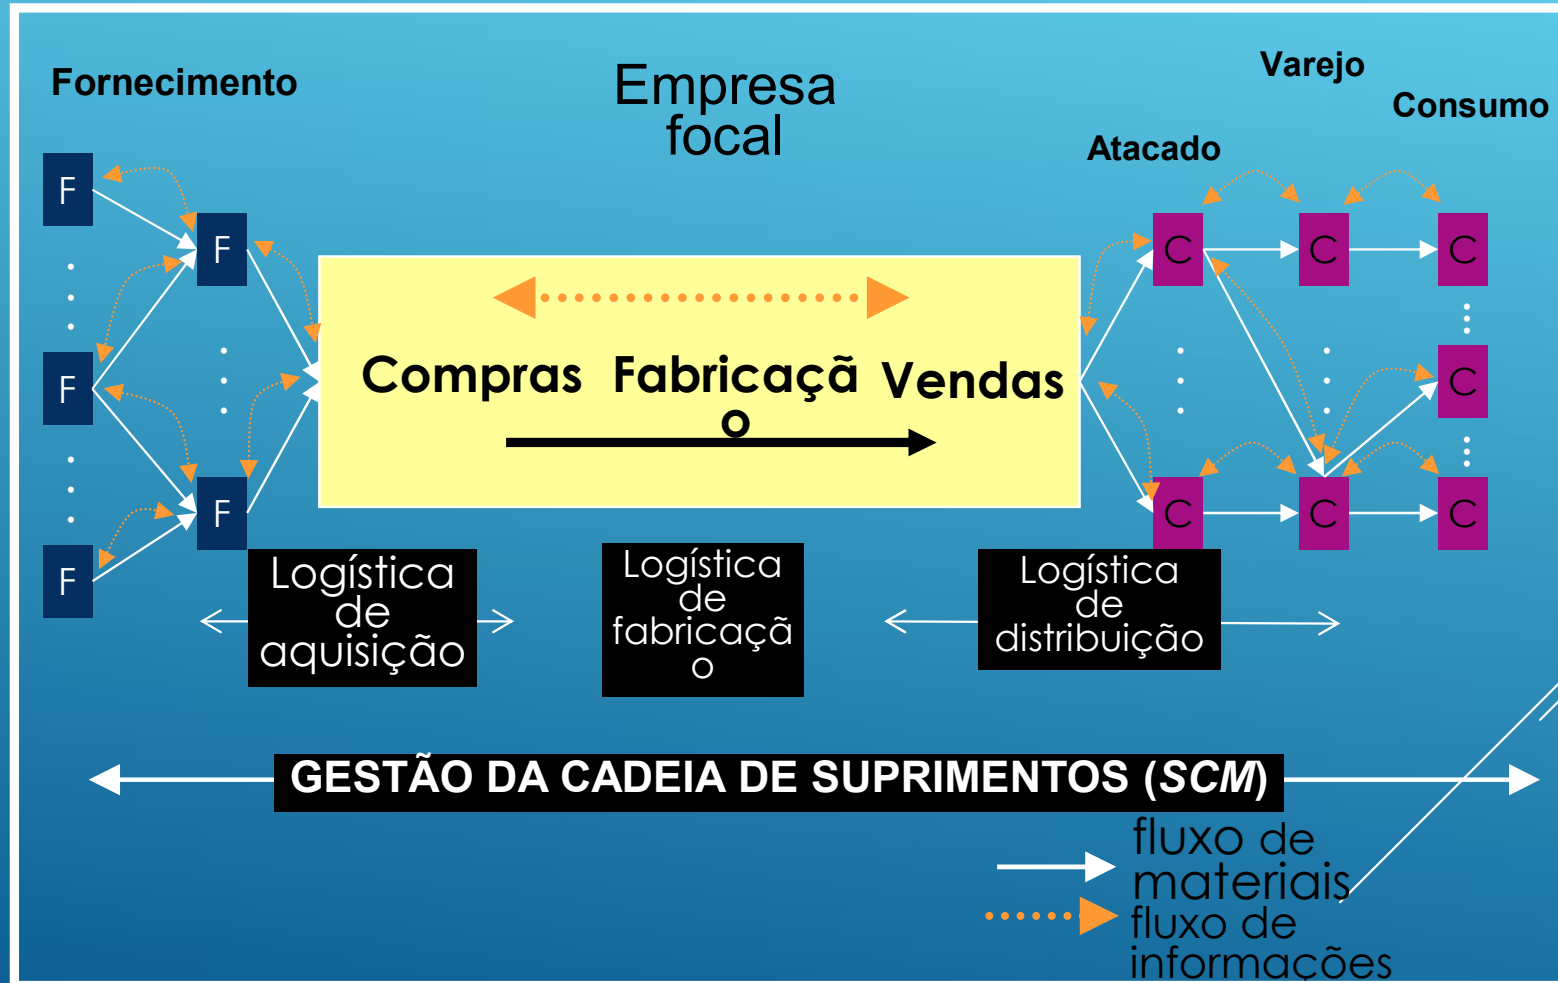 Fornecimento
Empresa
focal
Varejo
Consumo
Atacado
F
F
F
F
F
C
C
C
C
C
C
C
Compras
Fabricaçã
o
Vendas
Logística
de
aquisição
Logística
de
fabricaçã
o
Logística
de
distribuição
GESTÃO DA CADEIA DE SUPRIMENTOS (SCM)
fluxo de
materiais
fluxo de
informações